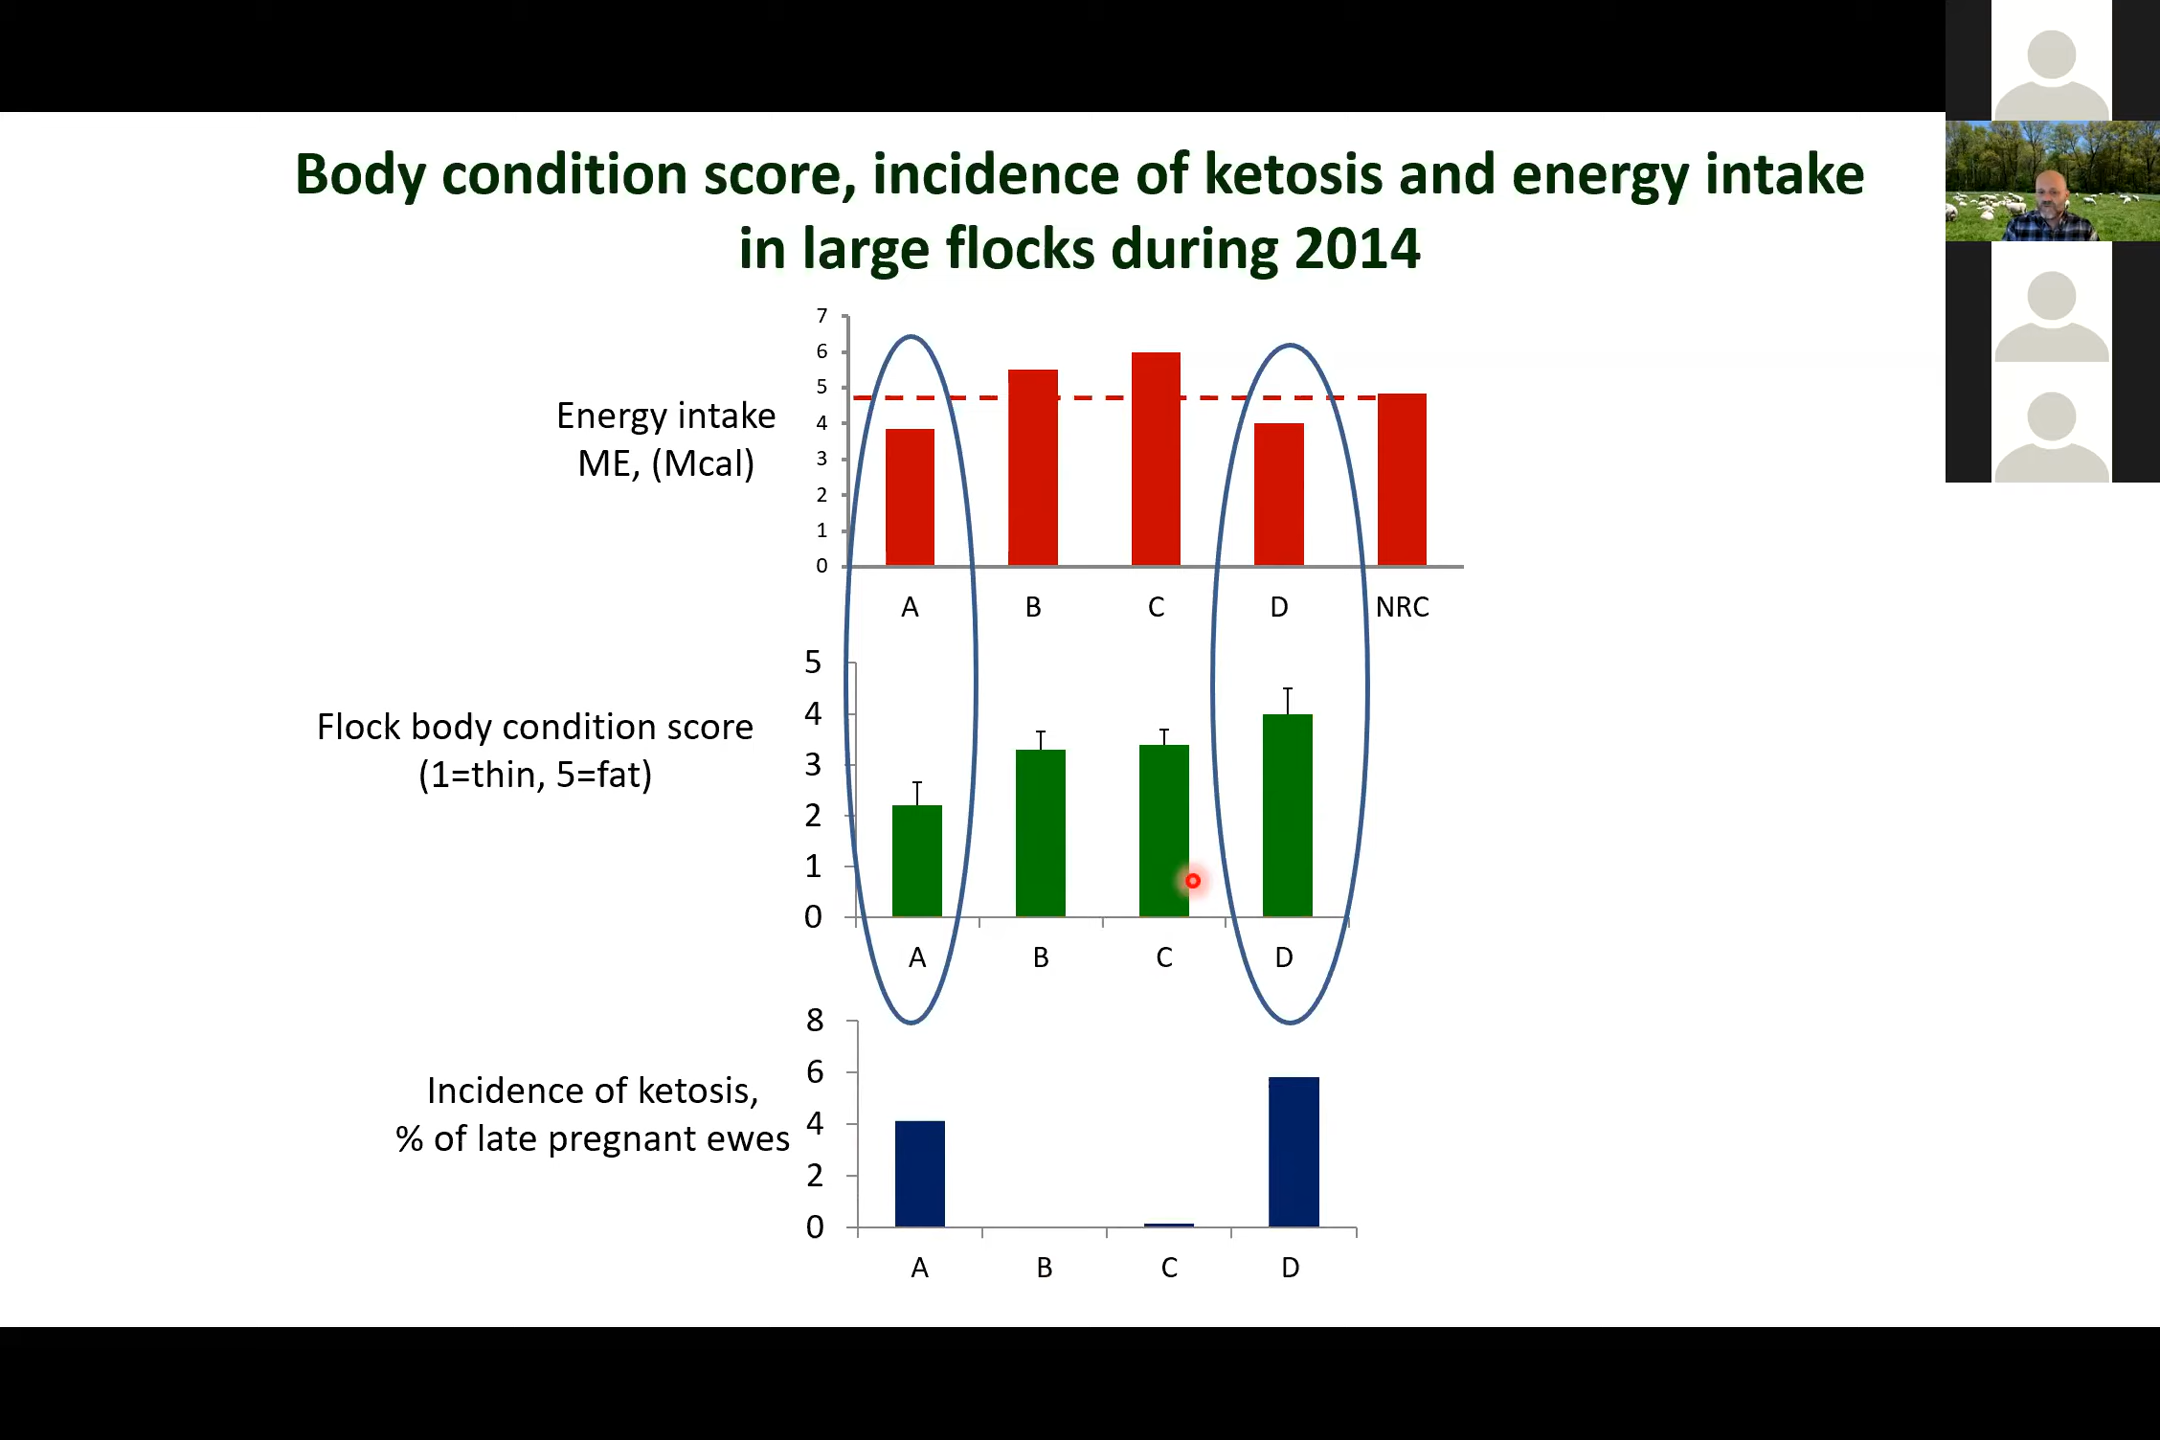 Body condition score, incidence of ketosis and energy intake
in large flocks during 2014
7
6
5
4
3
2
1
0
Energy intake
ME, (Mcal)
A B C D NRC
5
4
3
2
1
0
Flock body condition score
(1=thin, 5=fat)
A B C D
8
6
4
2
0
Incidence of ketosis,
% of late pregnant ewes
A B C D